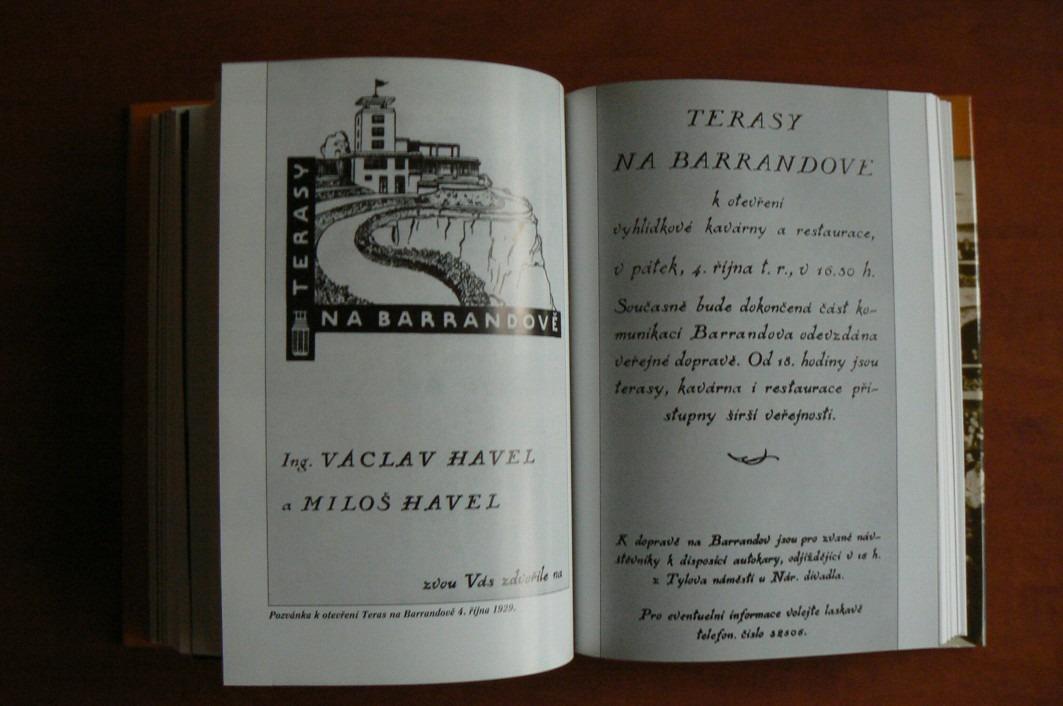 TERASY
NA BARRANDOVĚ
Ing. VÁCLAV HAVEL
a MILOŠ HAVEL
zvou Vás zdvořile na
Pozvánka k otevření Teras na Barrandově 4. října 1929.
TERASY
NA BARRANDOVĚ
k otevření
vyhlídkové kavárny a restaurace,
v pátek, 4. října t. r., v 16.30 h.
Současně bude dokončená část ko-
munikací Barrandova odevzdána
veřejné dopravě. Od 18. hodiny jsou
terasy, kavárna i restaurace pří-
stupny širší veřejnosti.
K dopravě na Barrandov jsou pro zvané náv-
štěvníky k disposici autokary, odjíždějící v 16 h.
z Tylova náměstí u Nár. divadla.
Pro eventuelní informace volejte laskavě
telefon. číslo 32506.